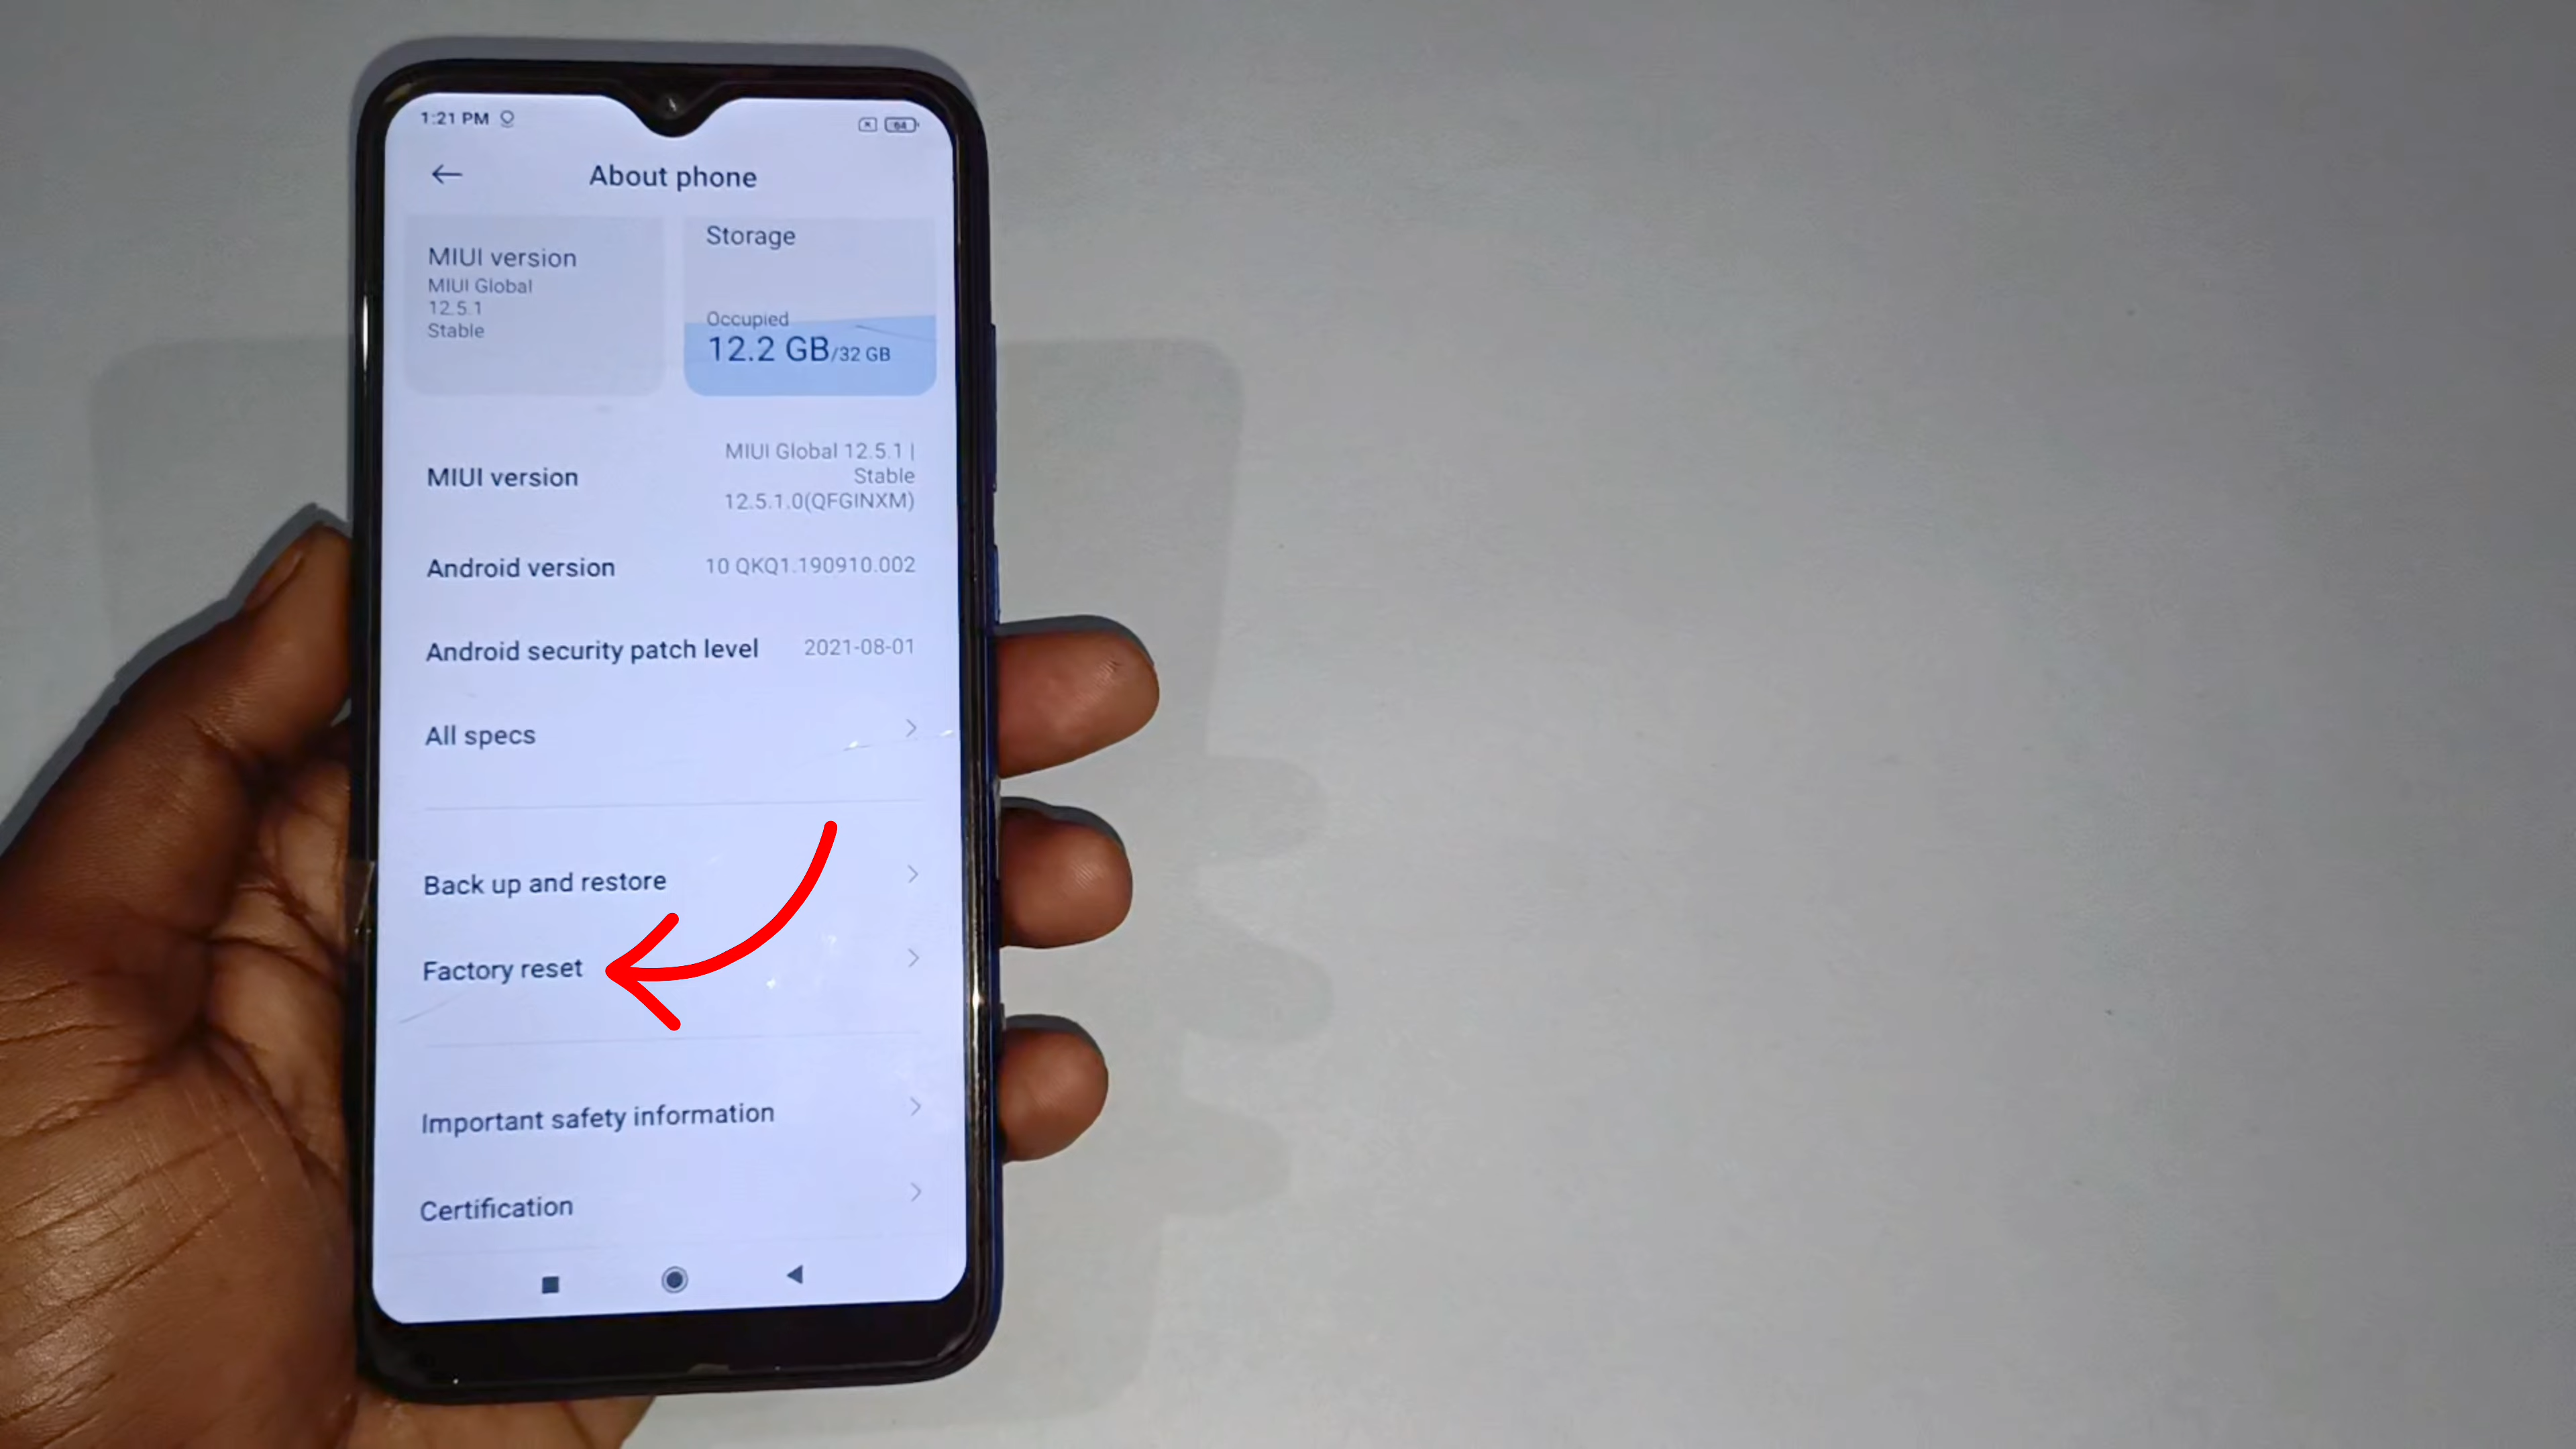 1:21 PM
64
About phone
MIUI version
MIUI Global
12.5.1
Stable
Storage
Occupied
12.2 GB/32 GB
MIUI version
MIUI Global 12.5.1 |
Stable
12.5.1.0(QFGINXM)
Android version
10 QKQ1.190910.002
Android security patch level
2021-08-01
All specs
Back up and restore
Factory reset
Important safety information
Certification